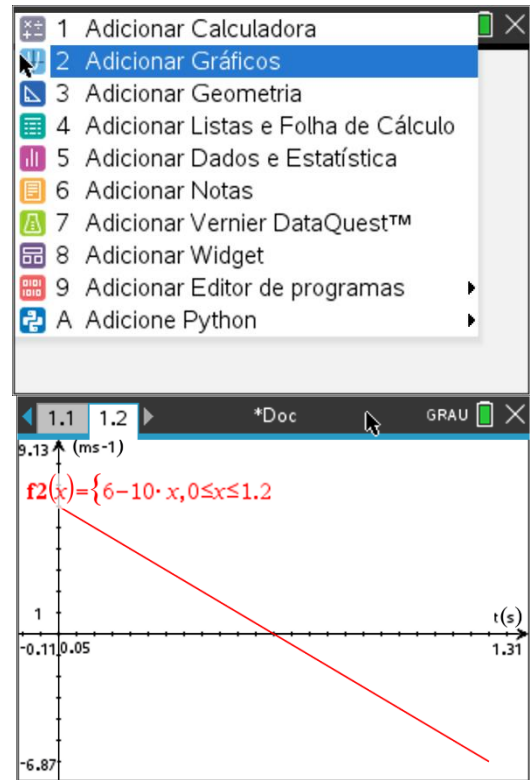 1 Adicionar Calculadora
2 Adicionar Gráficos
3 Adicionar Geometria
4 Adicionar Listas e Folha de Cálculo
5 Adicionar Dados e Estatística
6 Adicionar Notas
7 Adicionar Vernier DataQuest™
8 Adicionar Widget
9 Adicionar Editor de programas
A Adicione Python
1.1 1.2 *Doc GRAU
9.13 (ms-1)
f2(x)={6-10·x,0≤x≤1.2
1 t(s)
-0.11 0.05 1.31
-6.87